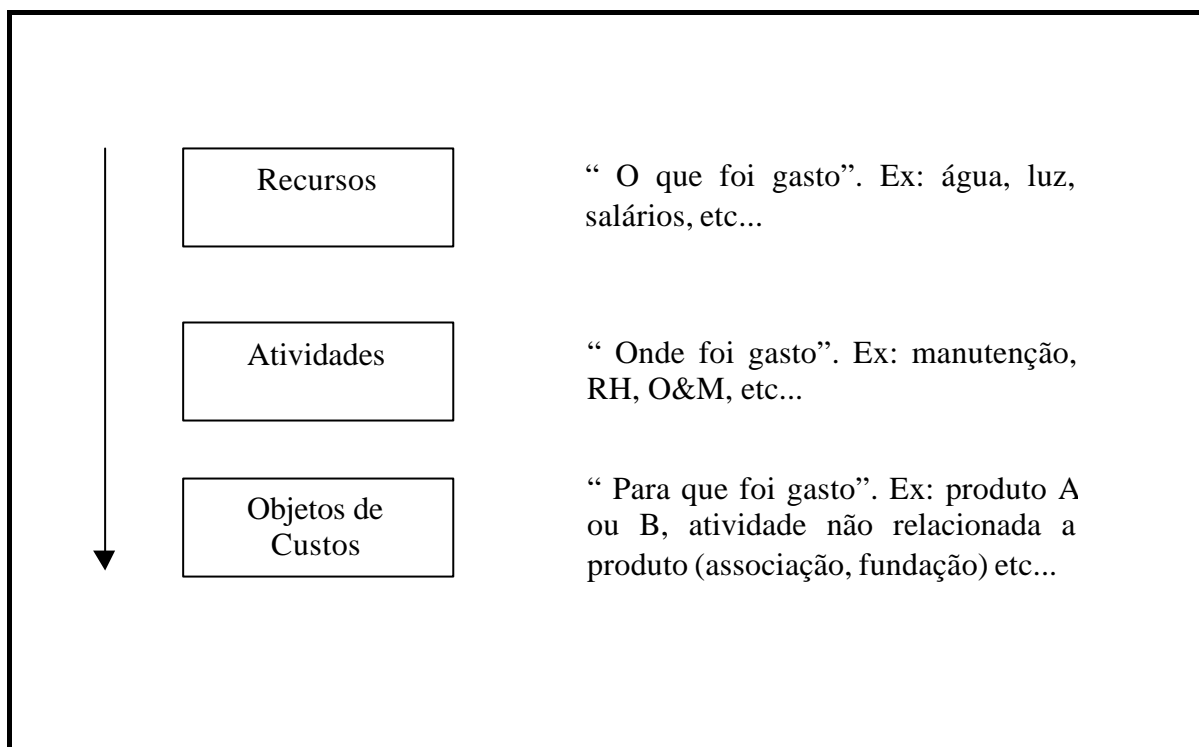 Recursos
“ O que foi gasto”. Ex: água, luz,
salários, etc...
Atividades
“ Onde foi gasto”. Ex: manutenção,
RH, O&M, etc...
Objetos de
Custos
“ Para que foi gasto”. Ex: produto A
ou B, atividade não relacionada a
produto (associação, fundação) etc...